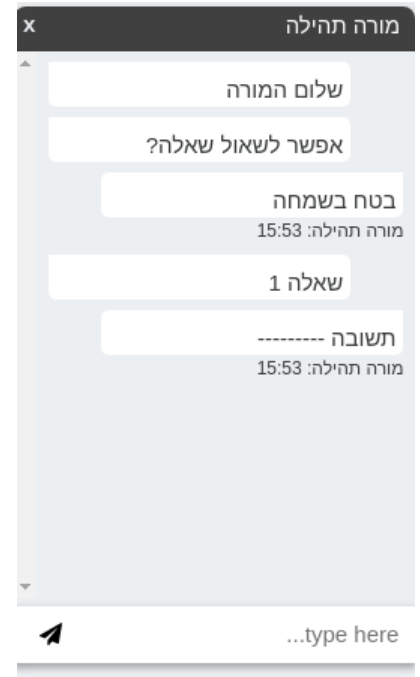 מורה תהילה
x
שלום המורה
אפשר לשאול שאלה?
בטח בשמחה
מורה תהילה: 15:53
שאלה 1
תשובה ---------
מורה תהילה: 15:53
type here...